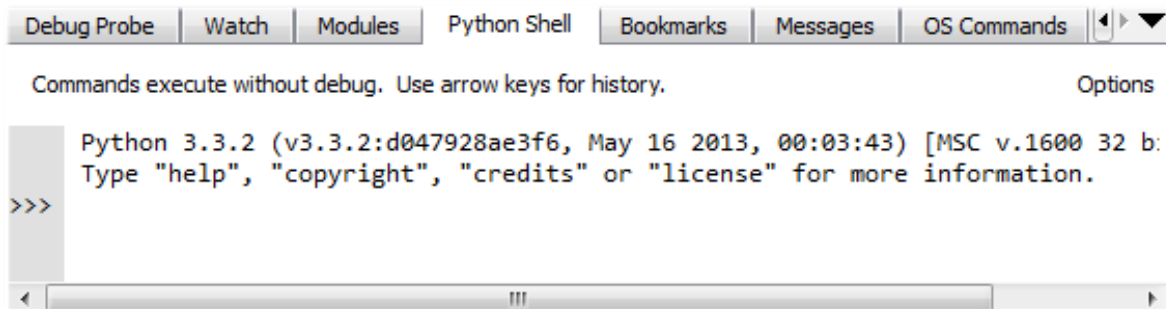 Debug Probe Watch Modules Python Shell Bookmarks Messages OS Commands
Commands execute without debug. Use arrow keys for history. Options
Python 3.3.2 (v3.3.2:d047928ae3f6, May 16 2013, 00:03:43) [MSC v.1600 32 b
Type "help", "copyright", "credits" or "license" for more information.
>>>